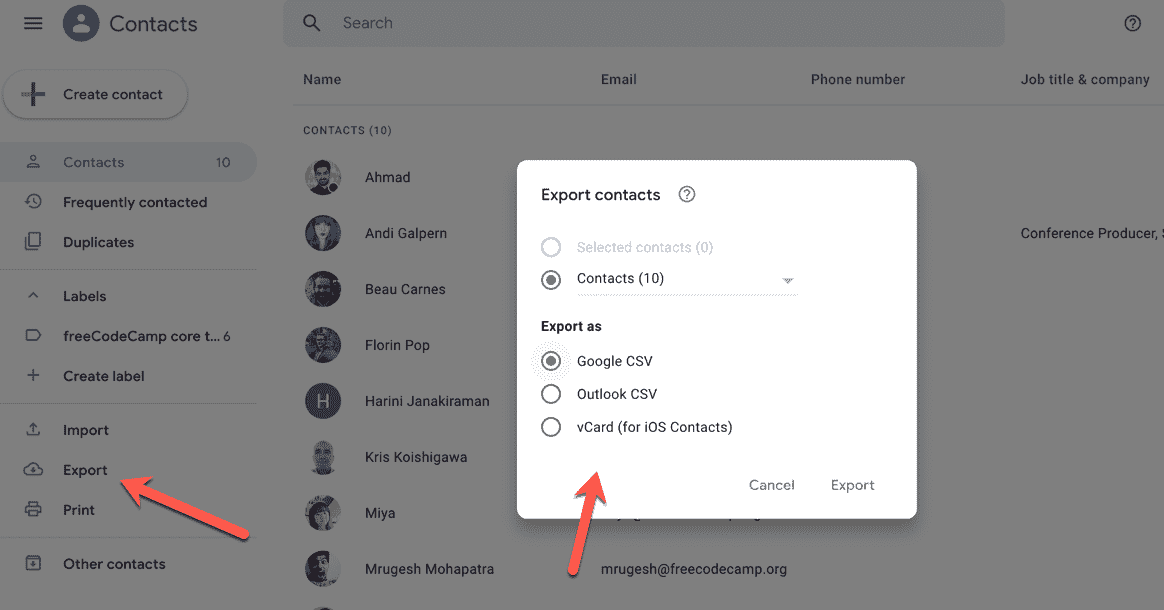 Contacts
Search
Create contact
Contacts 10
Frequently contacted
Duplicates
Labels
freeCodeCamp core t... 6
Create label
Import
Export
Print
Other contacts
Name Email Phone number Job title & company
CONTACTS (10)
Ahmad
Andi Galpern Conference Producer,
Beau Carnes
Florin Pop
H Harini Janakiraman
Kris Koishigawa
Miya
Mrugesh Mohapatra mrugesh@freecodecamp.org
Export contacts
Selected contacts (0)
Contacts (10)
Export as
Google CSV
Outlook CSV
vCard (for iOS Contacts)
Cancel Export